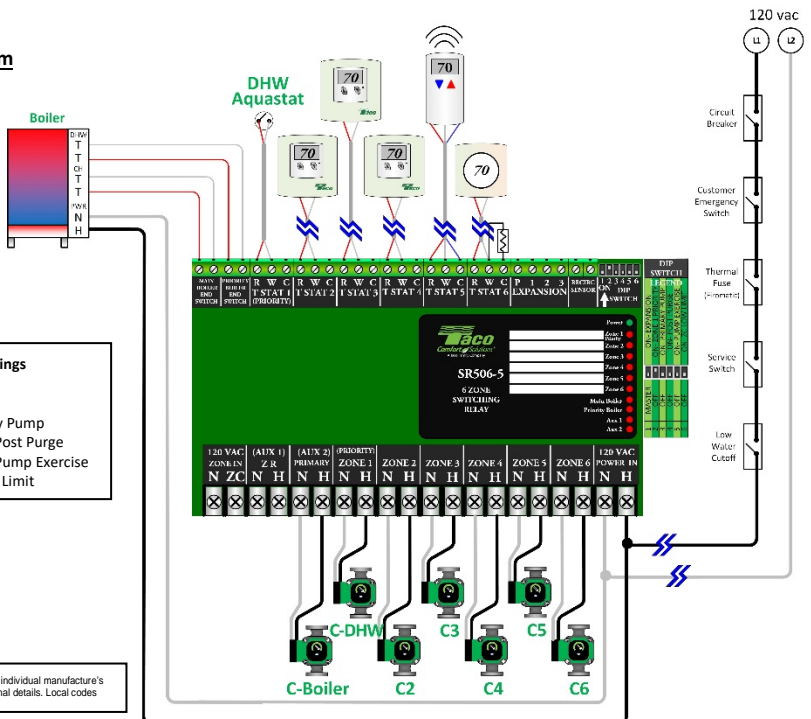 120 vac
L1 L2
m
DHW
Aquastat
70
70
70
70
70
Taco
Taco
Boiler
DHW
T
T
CH
T
T
PWR
N
H
Circuit
Breaker
Customer
Emergency
Switch
Thermal
Fuse
(Firomatic)
Service
Switch
Low
Water
Cutoff
MAIN
BOILER
END
SWITCH
PRIORITY
BOILER
END
SWITCH
R W C
T STAT 1
(PRIORITY)
R W C
T STAT 2
R W C
T STAT 3
R W C
T STAT 4
R W C
T STAT 5
R W C
T STAT 6
P 1 2 3
EXPANSION
RECIRC
SENSOR
1 2 3 4 5 6
ON DIP
SWITCH
DIP
SWITCH
LEGEND
Taco
Comfort Solutions
SR506-5
6 ZONE
SWITCHING
RELAY
Power
Zone 1
Priority
Zone 2
Zone 3
Zone 4
Zone 5
Zone 6
Main Boiler
Priority Boiler
Aux 1
Aux 2
ings
y Pump
Post Purge
Pump Exercise
Limit
120 VAC
ZONE IN
N ZC
(AUX 1)
Z R
N H
(AUX 2)
PRIMARY
N H
(PRIORITY)
ZONE 1
N H
ZONE 2
N H
ZONE 3
N H
ZONE 4
N H
ZONE 5
N H
ZONE 6
N H
120 VAC
POWER IN
N H
C-DHW
C3
C5
C-Boiler
C2
C4
C6
individual manufacture's
nal details. Local codes